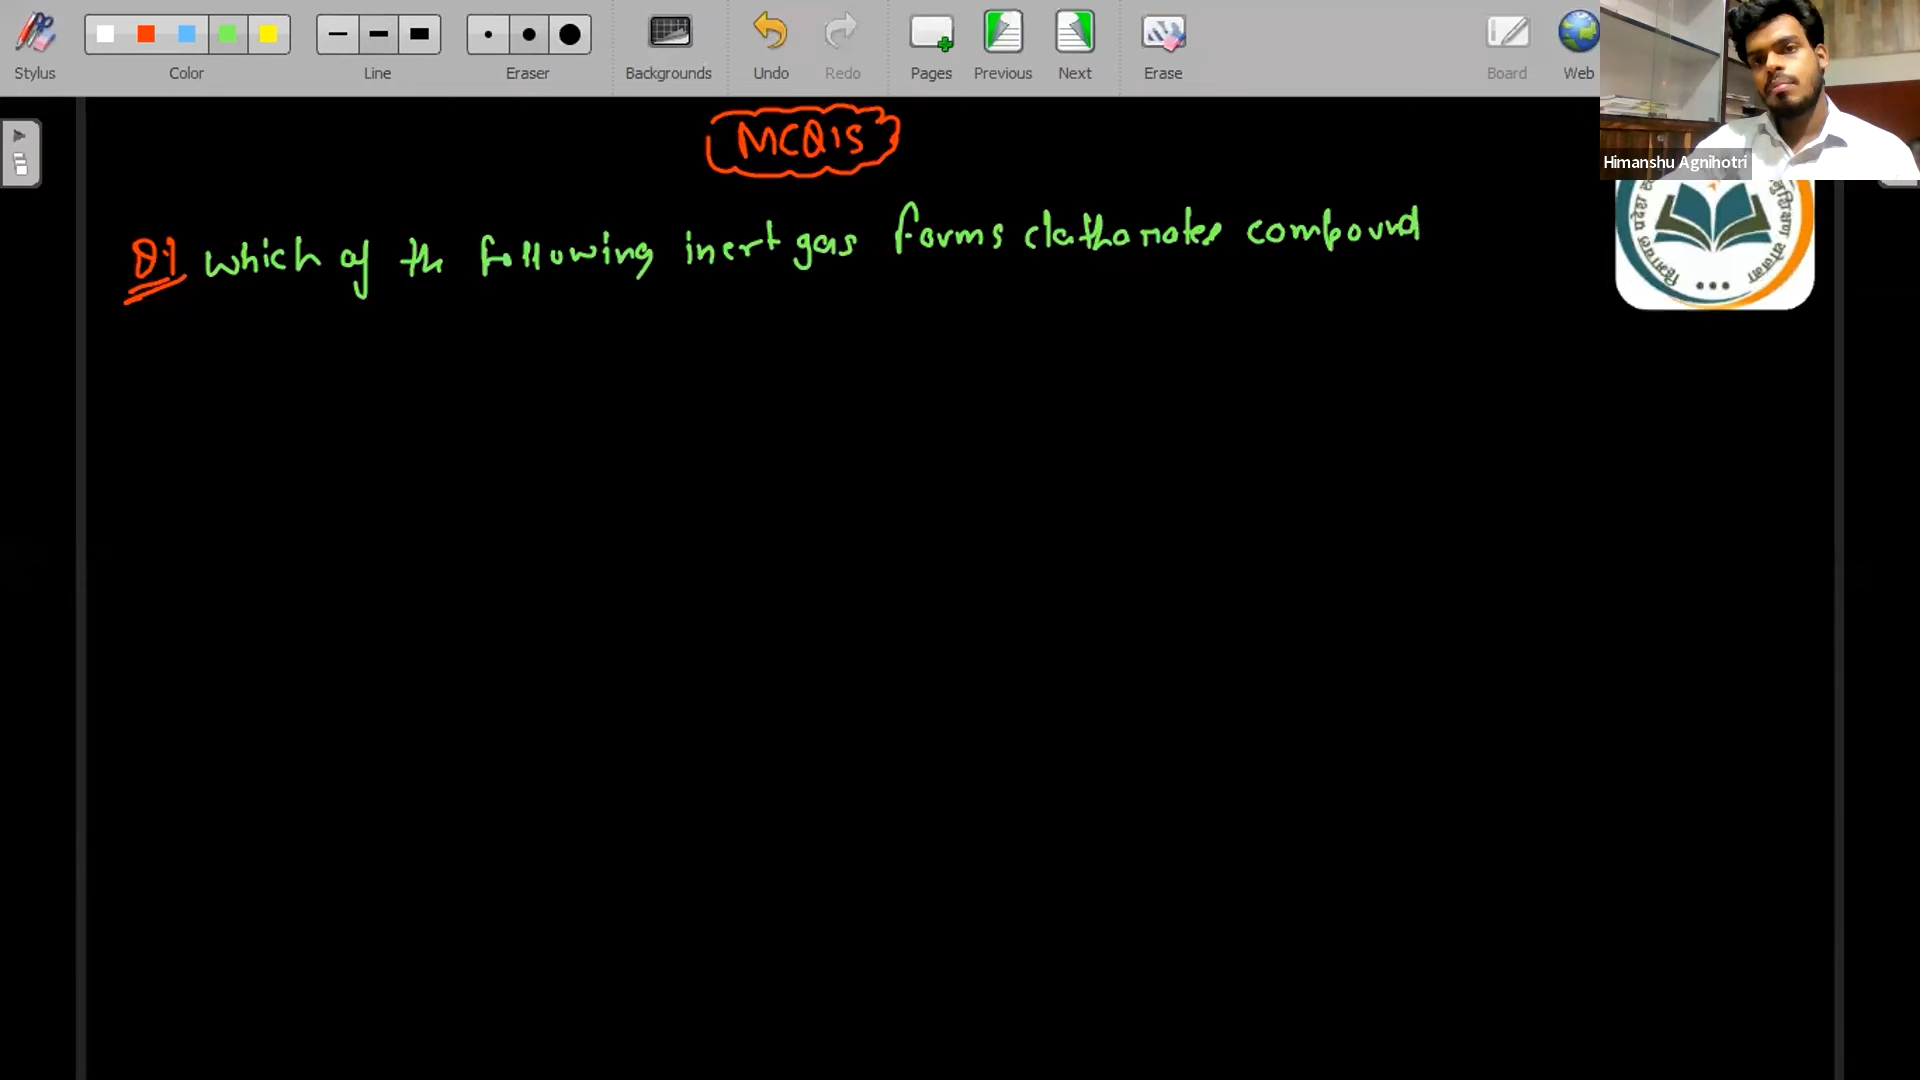 Stylus
Color
Line
Eraser
Backgrounds
Undo
Redo
Pages
Previous
Next
Erase
Board
Web
Himanshu Agnihotri
MCQ1S
Q1 which of the following inert gas forms clathorates compound